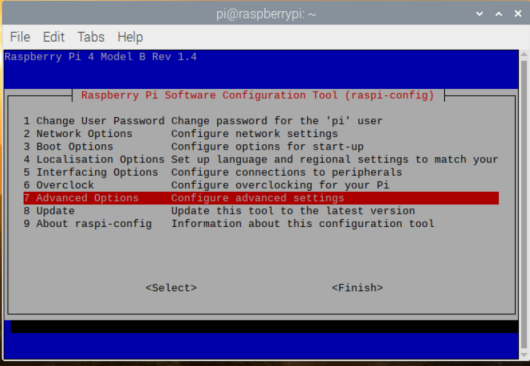 pi@raspberrypi: ~
File Edit Tabs Help
Raspberry Pi 4 Model B Rev 1.4
Raspberry Pi Software Configuration Tool (raspi-config)
1 Change User Password Change password for the 'pi' user
2 Network Options Configure network settings
3 Boot Options Configure options for start-up
4 Localisation Options Set up language and regional settings to match your
5 Interfacing Options Configure connections to peripherals
6 Overclock Configure overclocking for your Pi
7 Advanced Options Configure advanced settings
8 Update Update this tool to the latest version
9 About raspi-config Information about this configuration tool
<Select> <Finish>